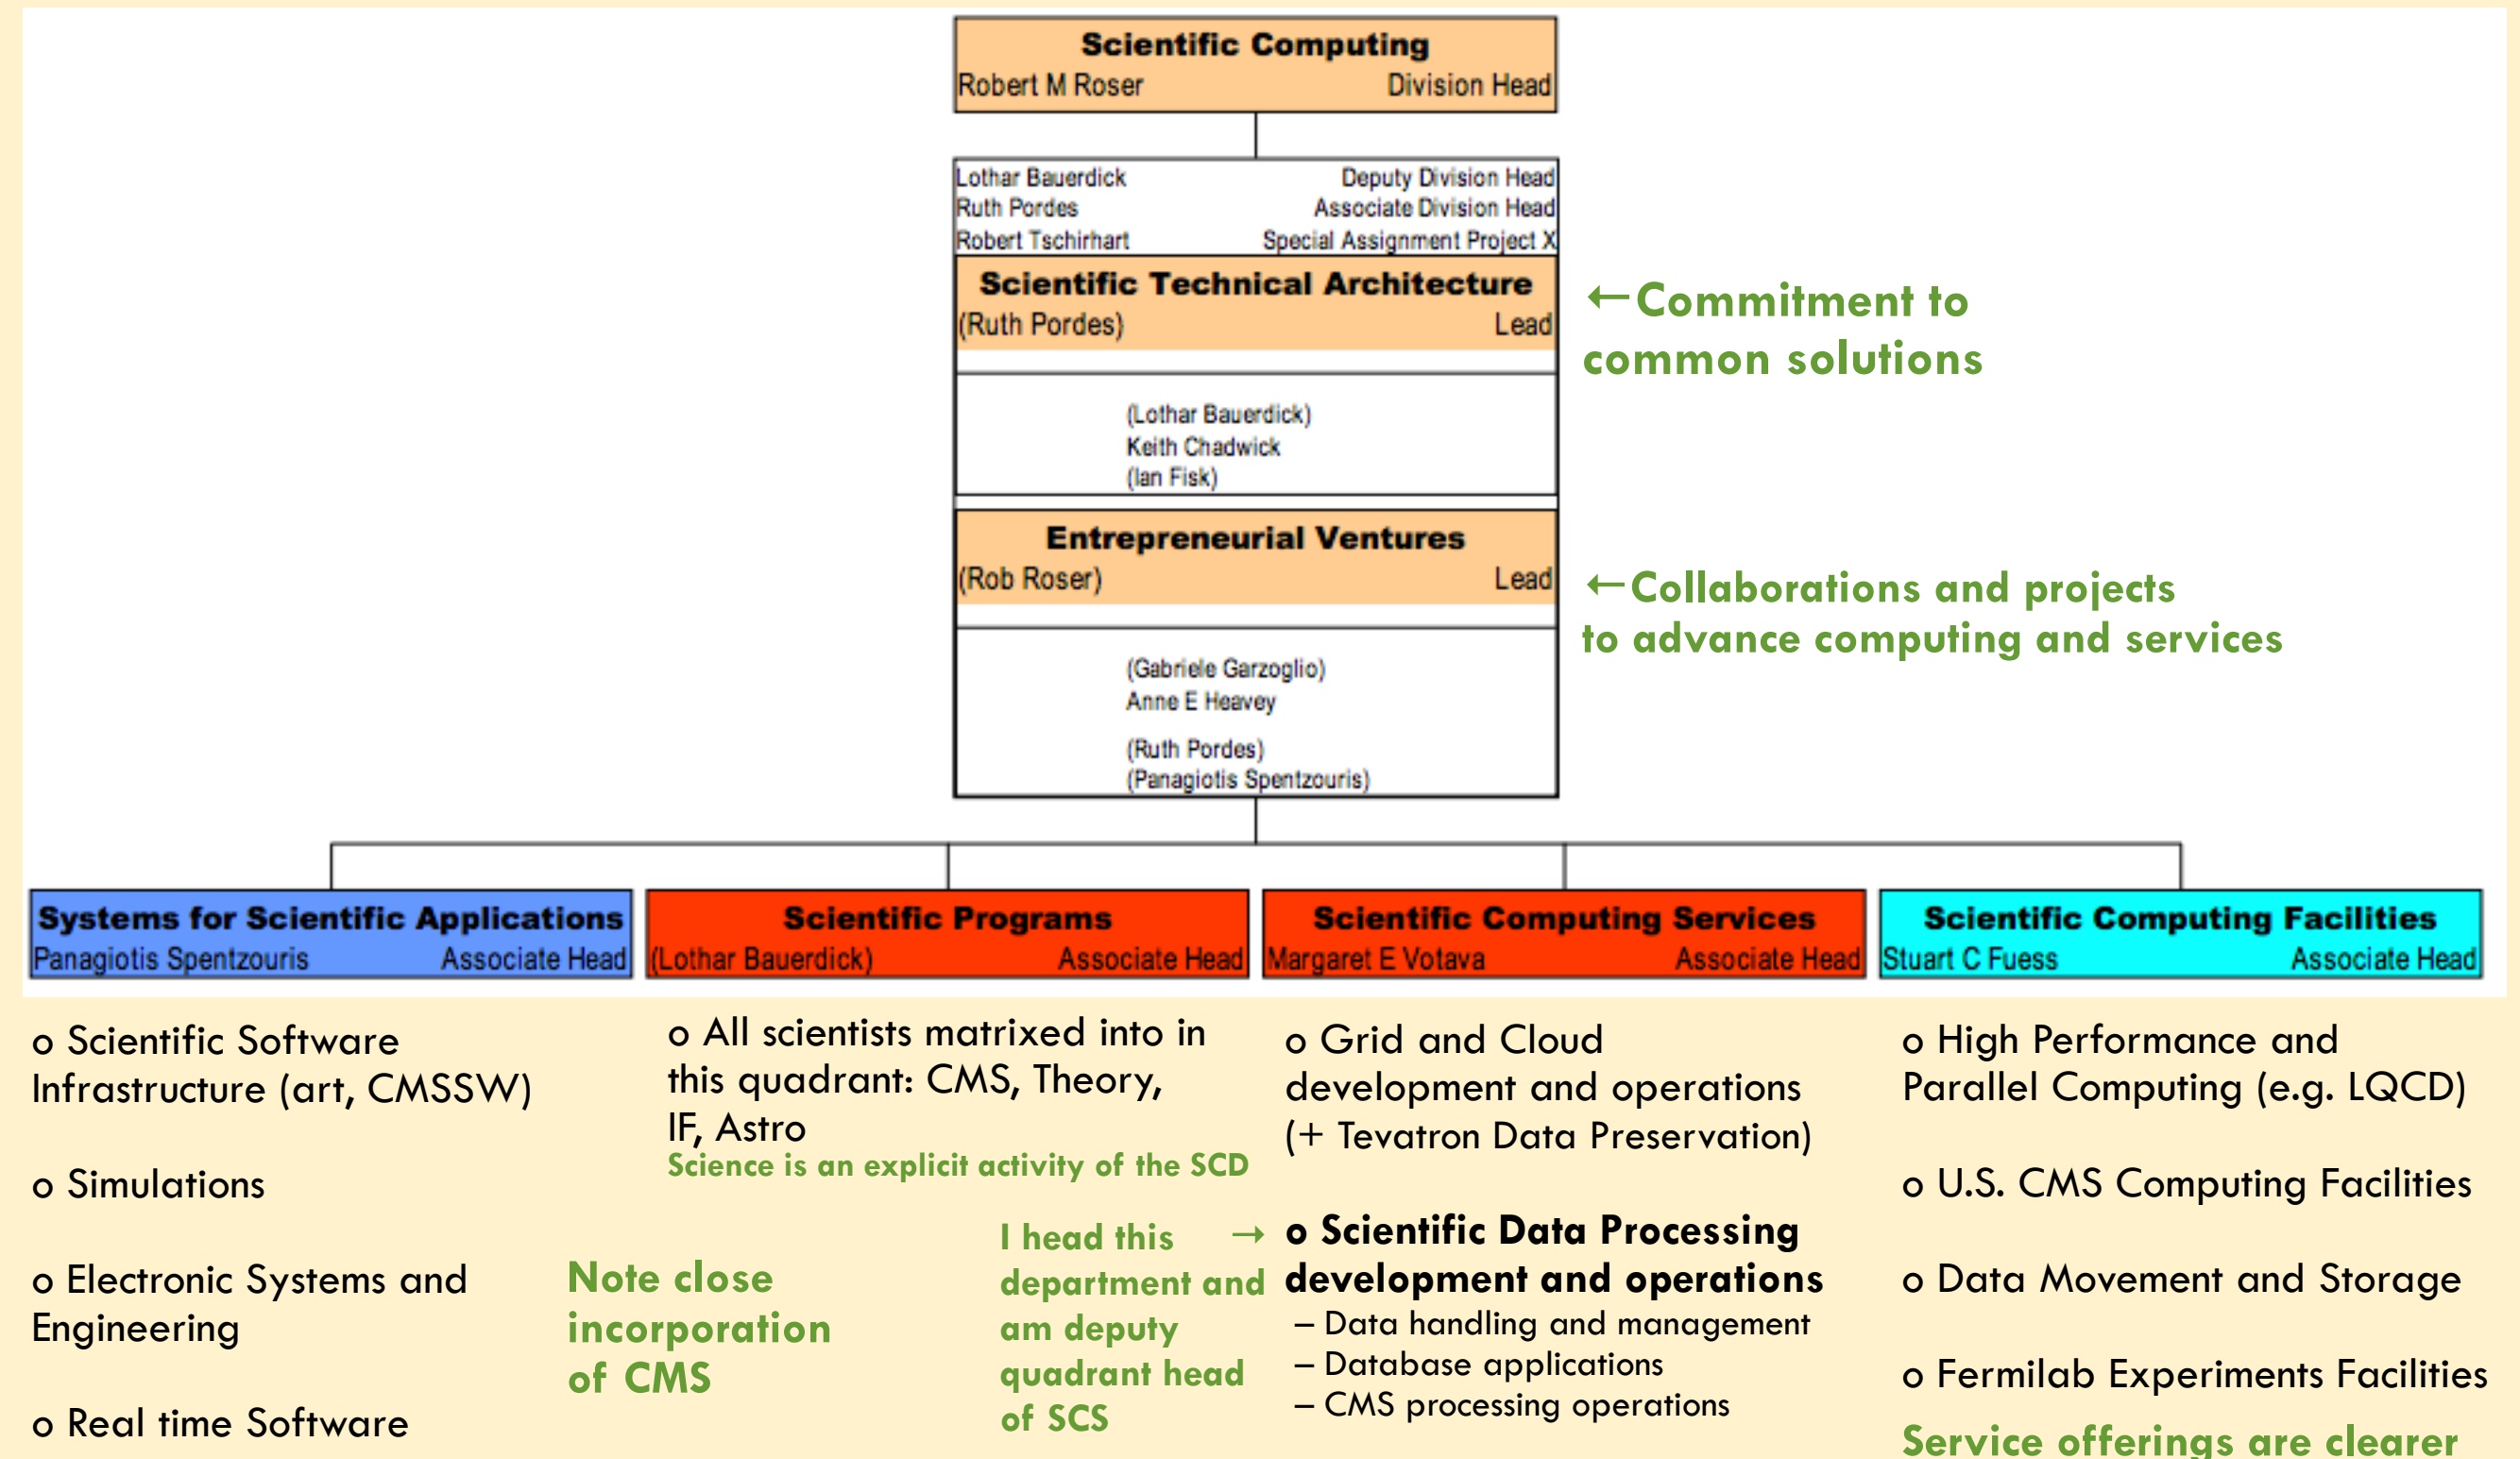 Scientific Computing
Robert M Roser Division Head
Lothar Bauerdick Deputy Division Head
Ruth Pordes Associate Division Head
Robert Tschirhart Special Assignment Project X
Scientific Technical Architecture
(Ruth Pordes) Lead
←Commitment to
common solutions
(Lothar Bauerdick)
Keith Chadwick
(Ian Fisk)
Entrepreneurial Ventures
(Rob Roser) Lead
←Collaborations and projects
to advance computing and services
(Gabriele Garzoglio)
Anne E Heavey
(Ruth Pordes)
(Panagiotis Spentzouris)
Systems for Scientific Applications
Panagiotis Spentzouris Associate Head
Scientific Programs
(Lothar Bauerdick) Associate Head
Scientific Computing Services
Margaret E Votava Associate Head
Scientific Computing Facilities
Stuart C Fuess Associate Head
o Scientific Software
Infrastructure (art, CMSSW)
o Simulations
o Electronic Systems and
Engineering
o Real time Software
o All scientists matrixed into in
this quadrant: CMS, Theory,
IF, Astro
Science is an explicit activity of the SCD
Note close
incorporation
of CMS
I head this →
department and
am deputy
quadrant head
of SCS
o Grid and Cloud
development and operations
(+ Tevatron Data Preservation)
o Scientific Data Processing
development and operations
– Data handling and management
– Database applications
– CMS processing operations
o High Performance and
Parallel Computing (e.g. LQCD)
o U.S. CMS Computing Facilities
o Data Movement and Storage
o Fermilab Experiments Facilities
Service offerings are clearer